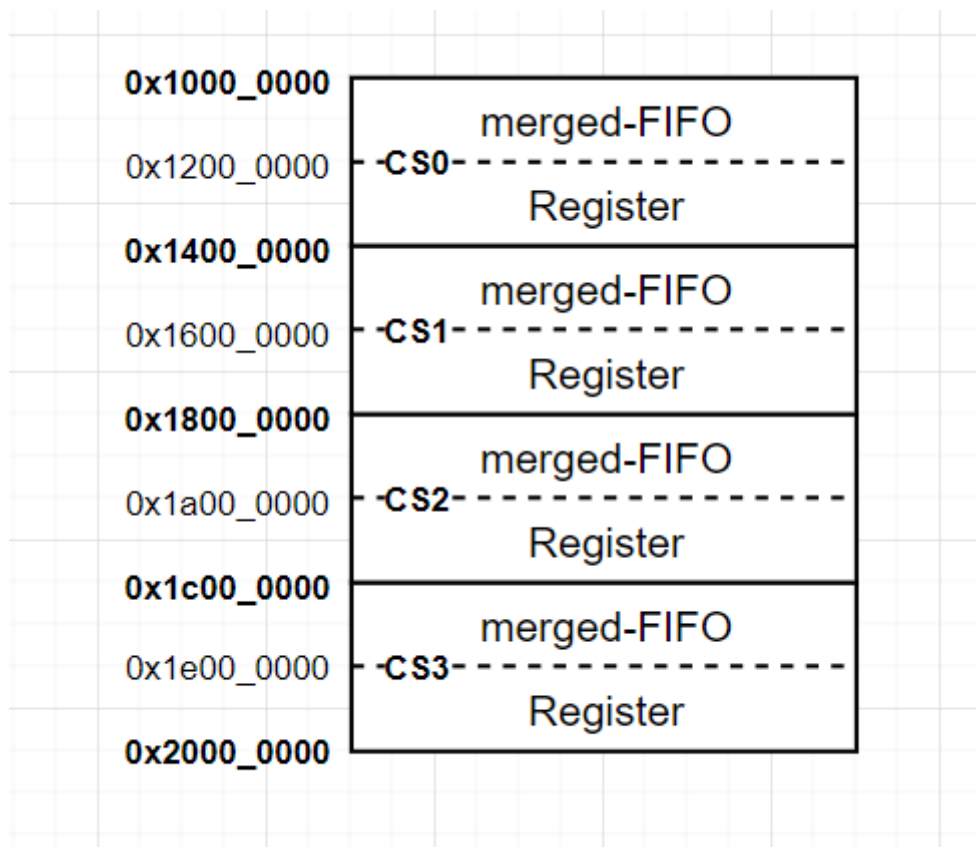 0x1000_0000
merged-FIFO
0x1200_0000 CS0
Register
0x1400_0000
merged-FIFO
0x1600_0000 CS1
Register
0x1800_0000
merged-FIFO
0x1a00_0000 CS2
Register
0x1c00_0000
merged-FIFO
0x1e00_0000 CS3
Register
0x2000_0000